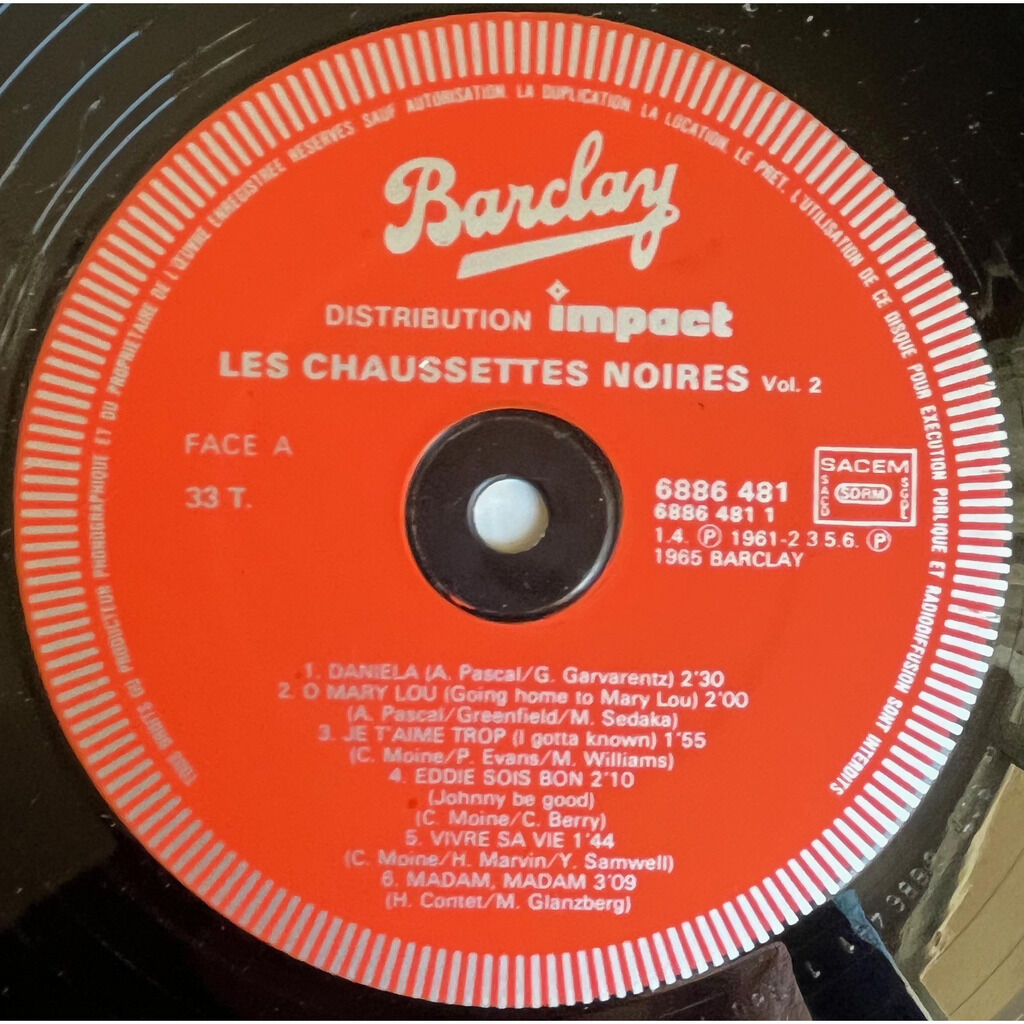 TOUS DROITS DU PRODUCTEUR PHONOGRAPHIQUE ET DU PROPRIETAIRE DE L'ŒUVRE ENREGISTREE RESERVES SAUF AUTORISATION LA DUPLICATION LA LOCATION, LE PRET, L'UTILISATION DE CE DISQUE POUR EXECUTION PUBLIQUE ET RADIODIFFUSION SONT INTERDITS
Barclay
DISTRIBUTION impact
LES CHAUSSETTES NOIRES Vol. 2
FACE A
33 T.
SACEM
SACD SDRM SGDL
6886 481
6886 481 1
1.4. Ⓟ 1961-2 3 5.6. Ⓟ
1965 BARCLAY
1. DANIELA (A. Pascal/G. Garvarentz) 2'30
2. O MARY LOU (Going home to Mary Lou) 2'00
(A. Pascal/Greenfield/M. Sedaka)
3. JE T'AIME TROP (I gotta known) 1'55
(C. Moine/P. Evans/M. Williams)
4. EDDIE SOIS BON 2'10
(Johnny be good)
(C. Moine/C. Berry)
5. VIVRE SA VIE 1'44
(C. Moine/H. Marvin/Y. Samwell)
6. MADAM, MADAM 3'09
(H. Contet/M. Glanzberg)